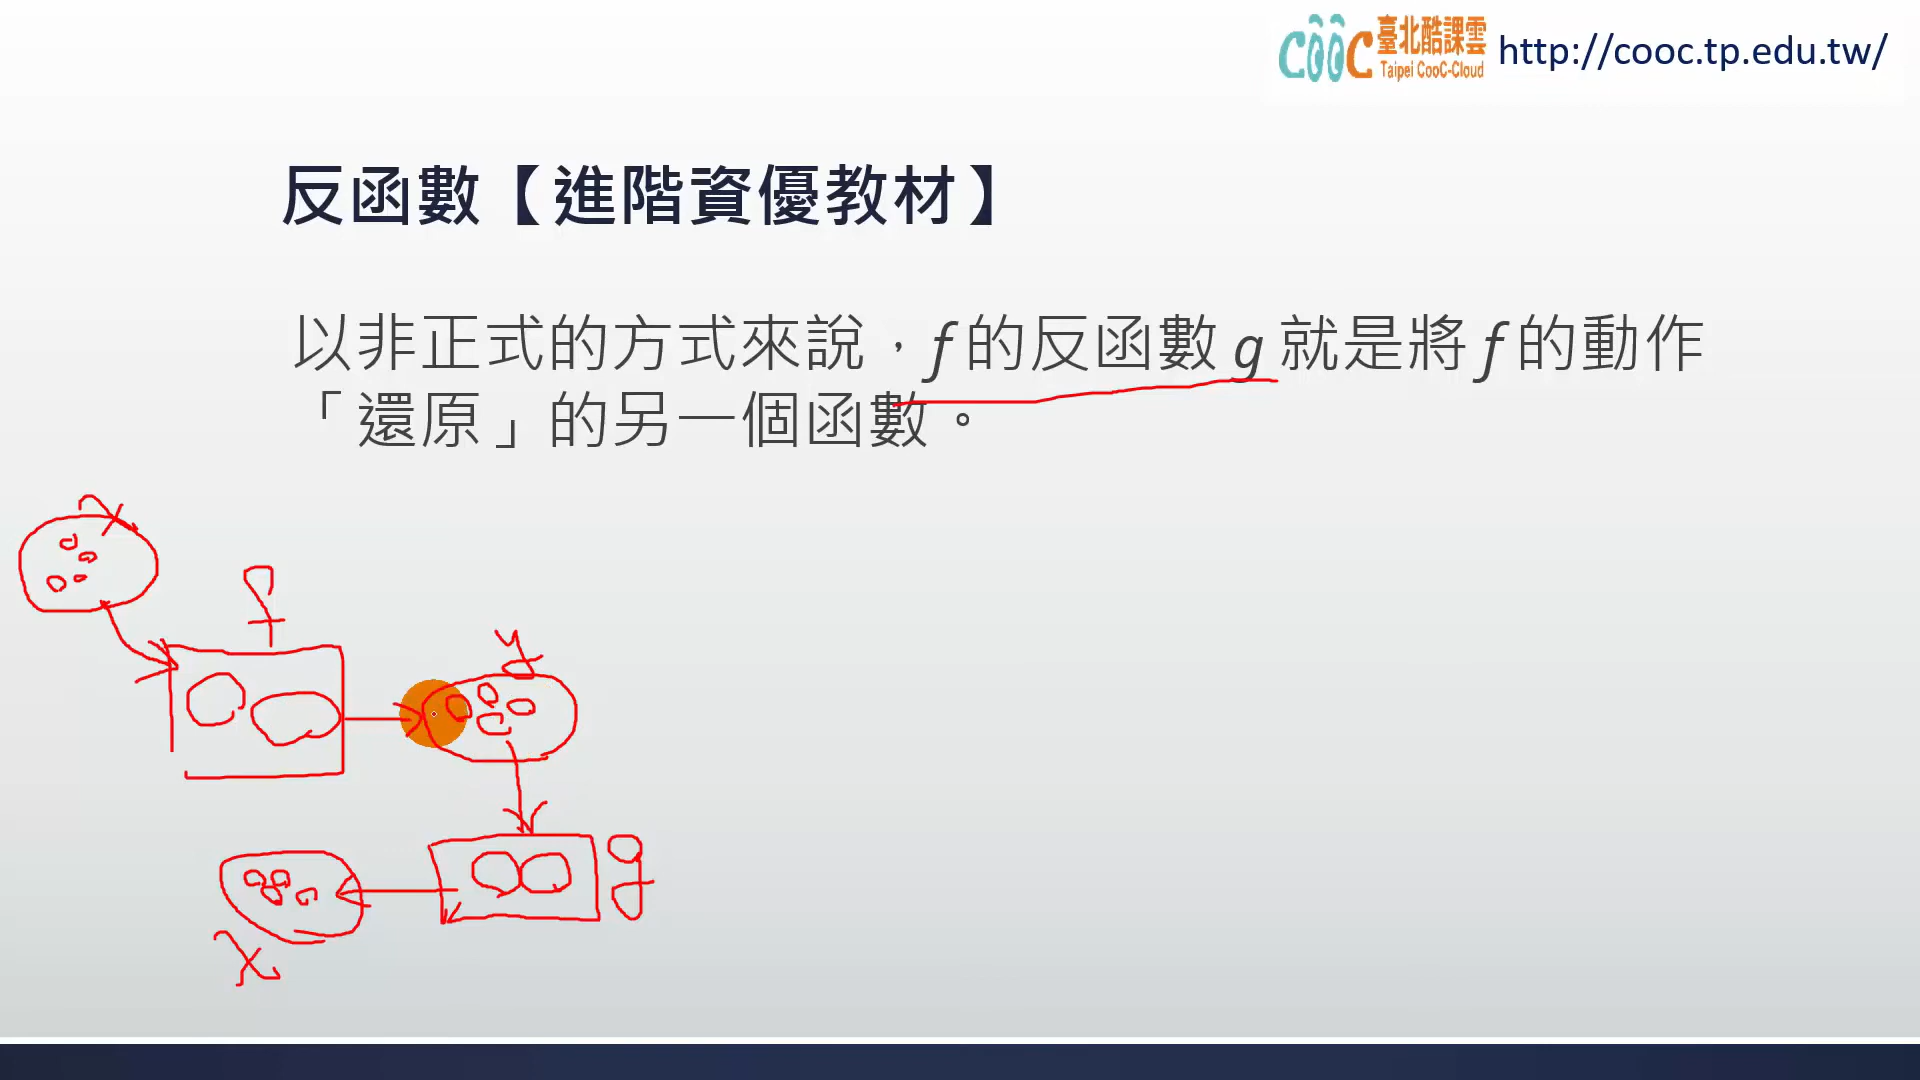 cooc 臺北酷課雲 http://cooc.tp.edu.tw/
Taipei CooC-Cloud
反函數【進階資優教材】
以非正式的方式來說，f 的反函數 g 就是將 f 的動作
「還原」的另一個函數。
x
f
y
g
x